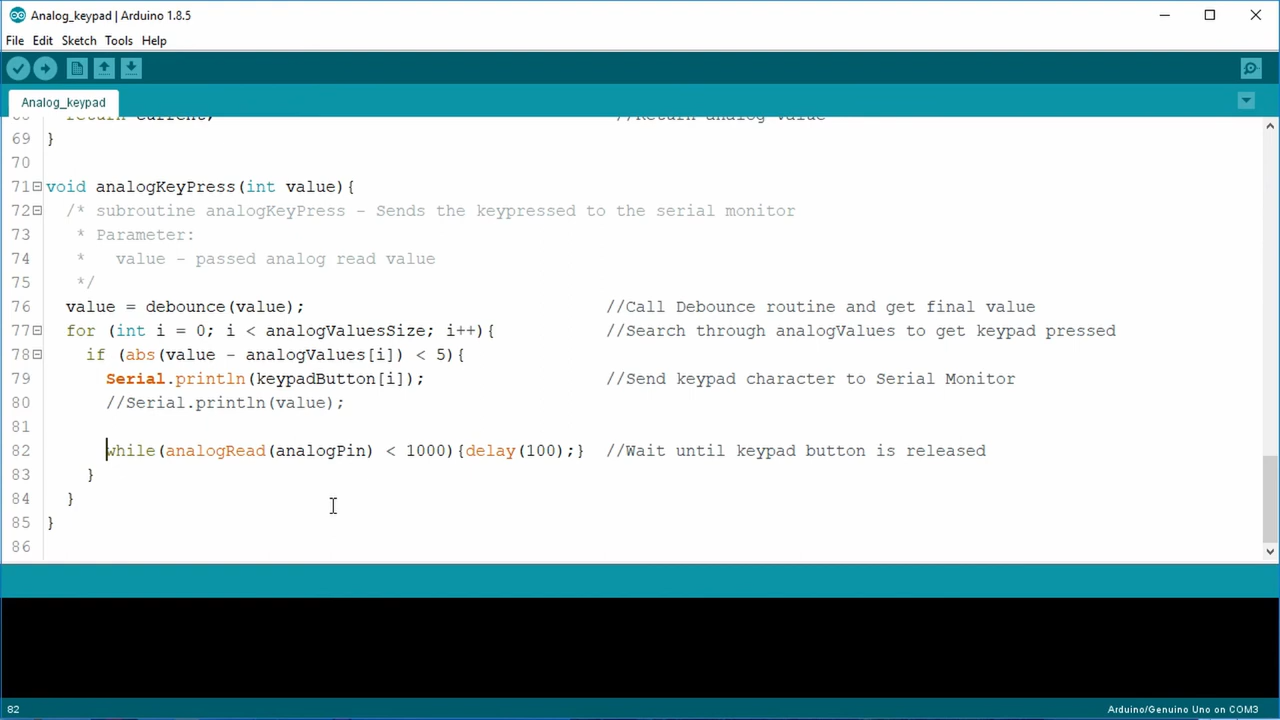 Analog_keypad | Arduino 1.8.5
File Edit Sketch Tools Help
Analog_keypad
return current; //Return analog value
69 }
70
71 void analogKeyPress(int value){
72 /* subroutine analogKeyPress - Sends the keypressed to the serial monitor
73 * Parameter:
74 * value - passed analog read value
75 */
76 value = debounce(value); //Call Debounce routine and get final value
77 for (int i = 0; i < analogValuesSize; i++){ //Search through analogValues to get keypad pressed
78 if (abs(value - analogValues[i]) < 5){
79 Serial.println(keypadButton[i]); //Send keypad character to Serial Monitor
80 //Serial.println(value);
81
82 while(analogRead(analogPin) < 1000){delay(100);} //Wait until keypad button is released
83 }
84 }
85 }
86
82 Arduino/Genuino Uno on COM3